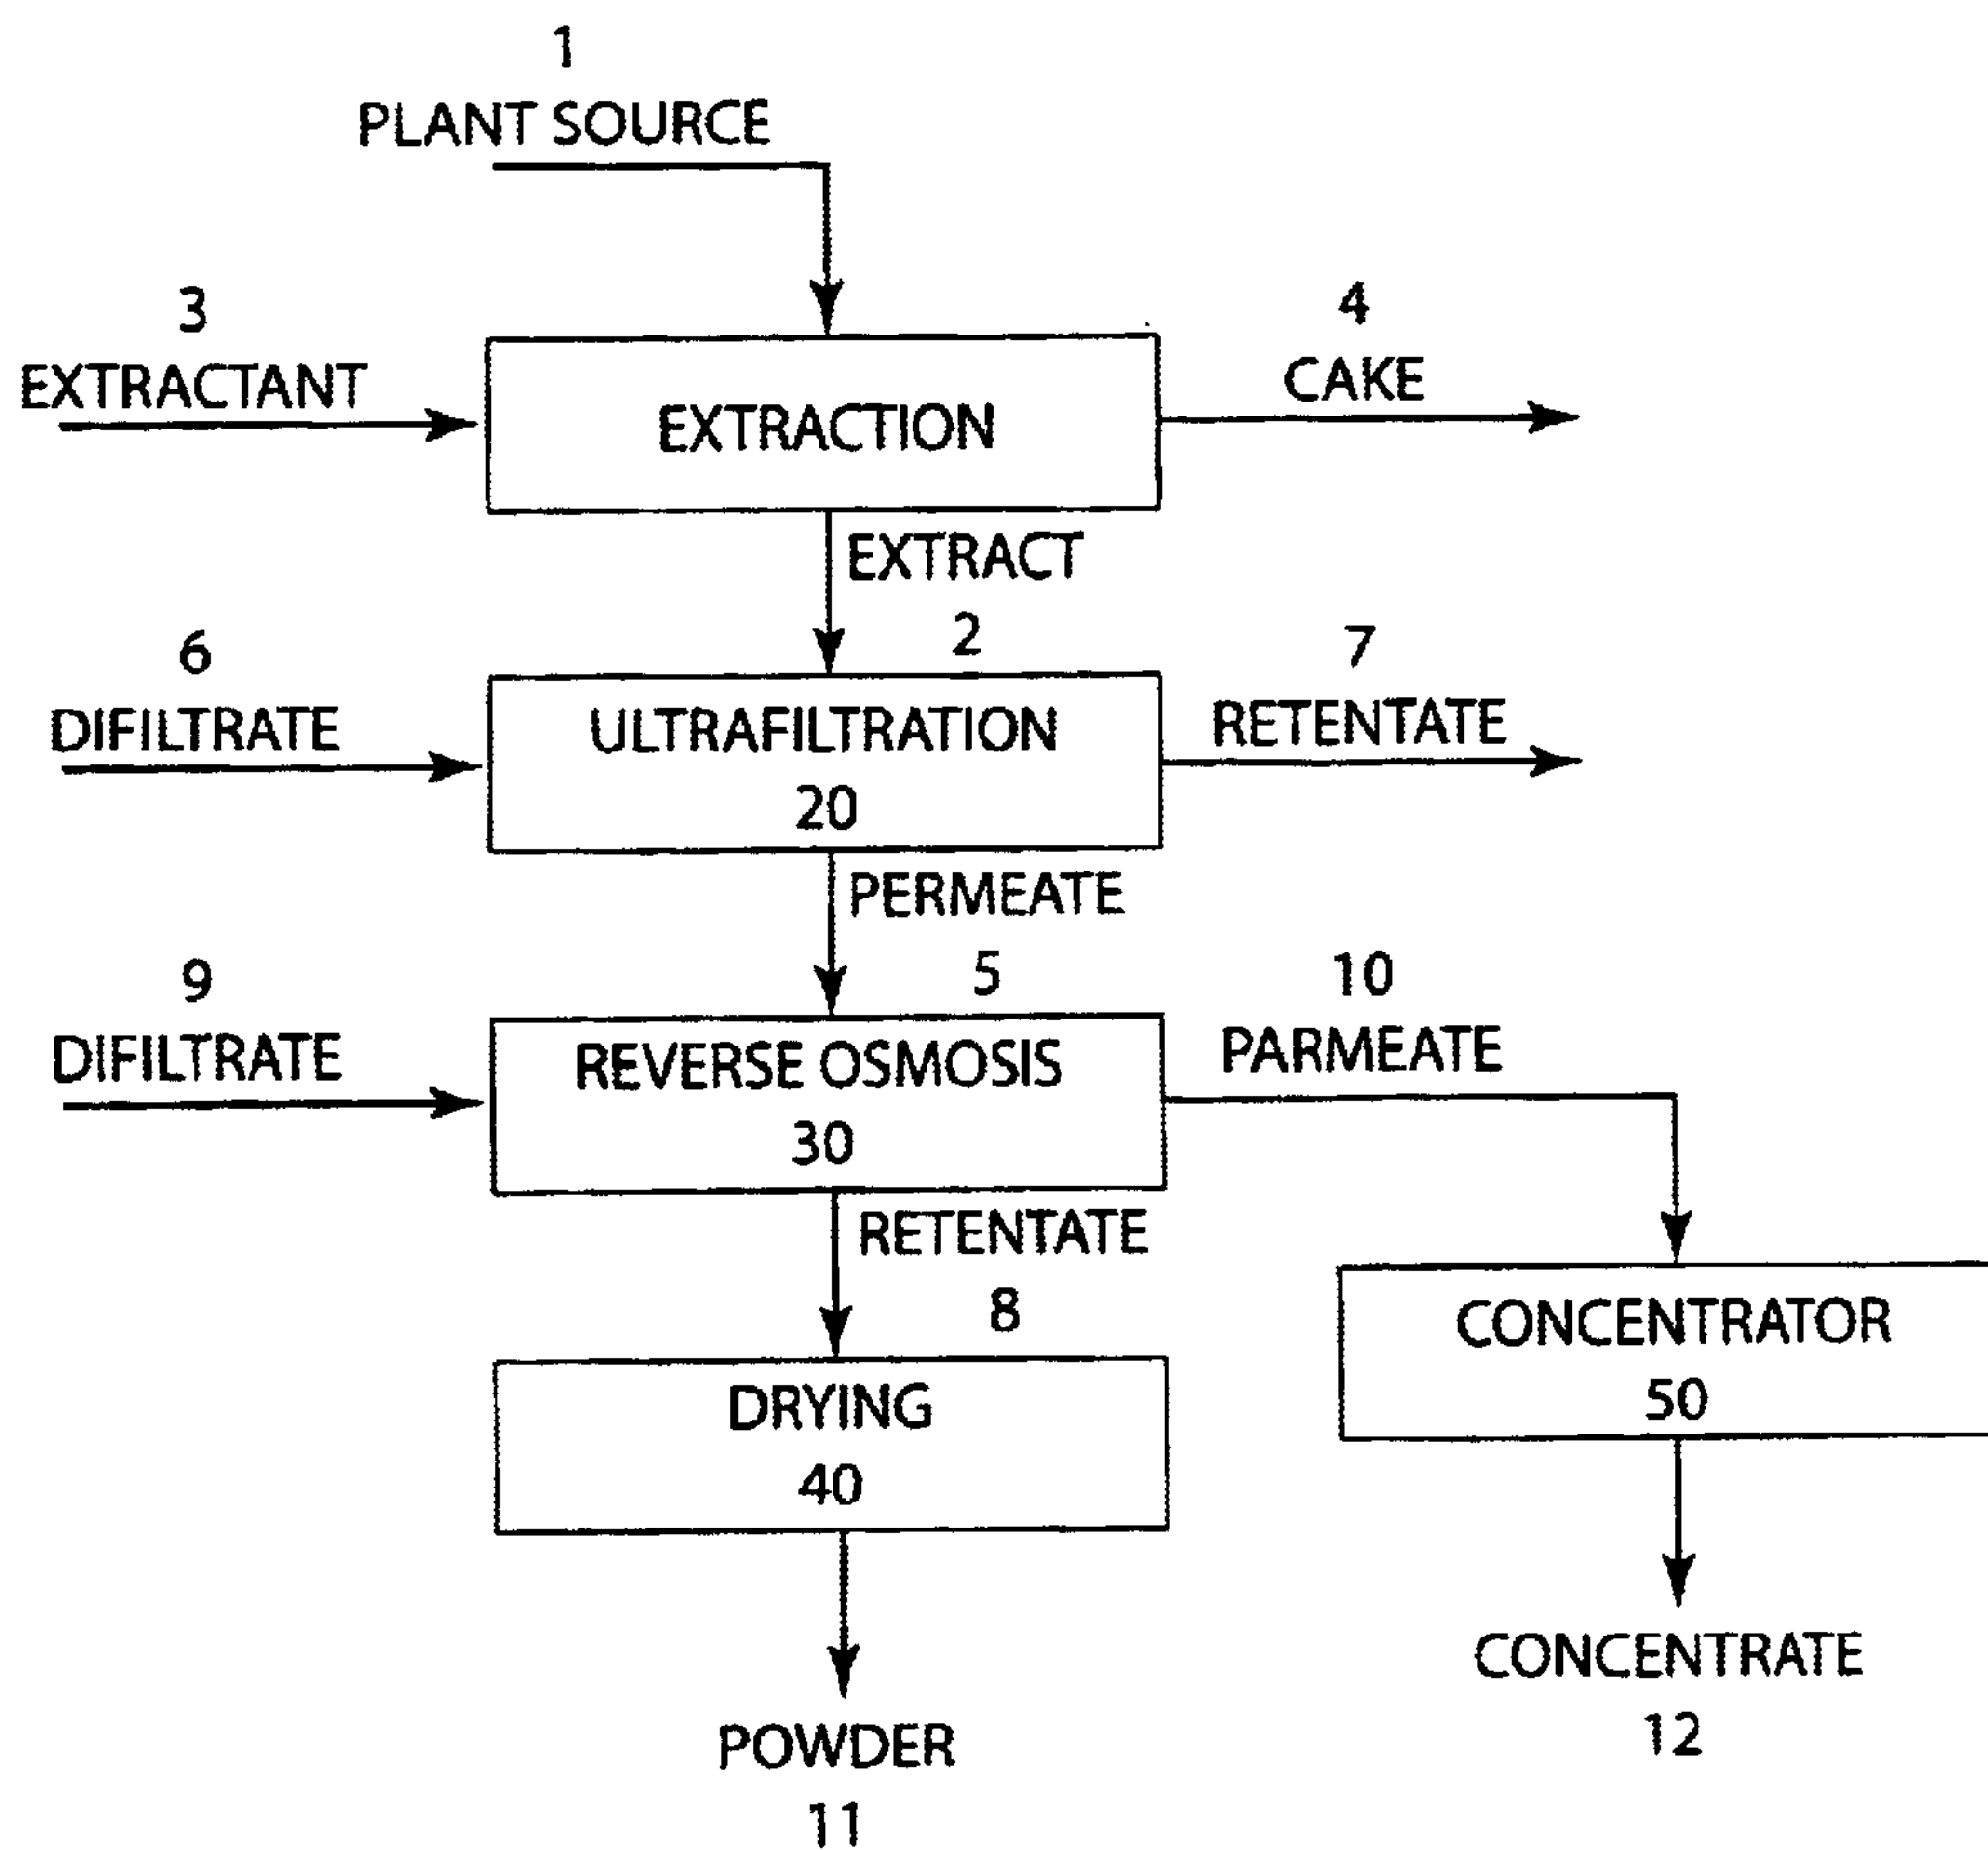 1
PLANT SOURCE
3
EXTRACTANT
EXTRACTION
4
CAKE
EXTRACT
2
6
DIFILTRATE
ULTRAFILTRATION
20
7
RETENTATE
PERMEATE
5
9
DIFILTRATE
REVERSE OSMOSIS
30
10
PARMEATE
RETENTATE
8
DRYING
40
CONCENTRATOR
50
POWDER
11
CONCENTRATE
12